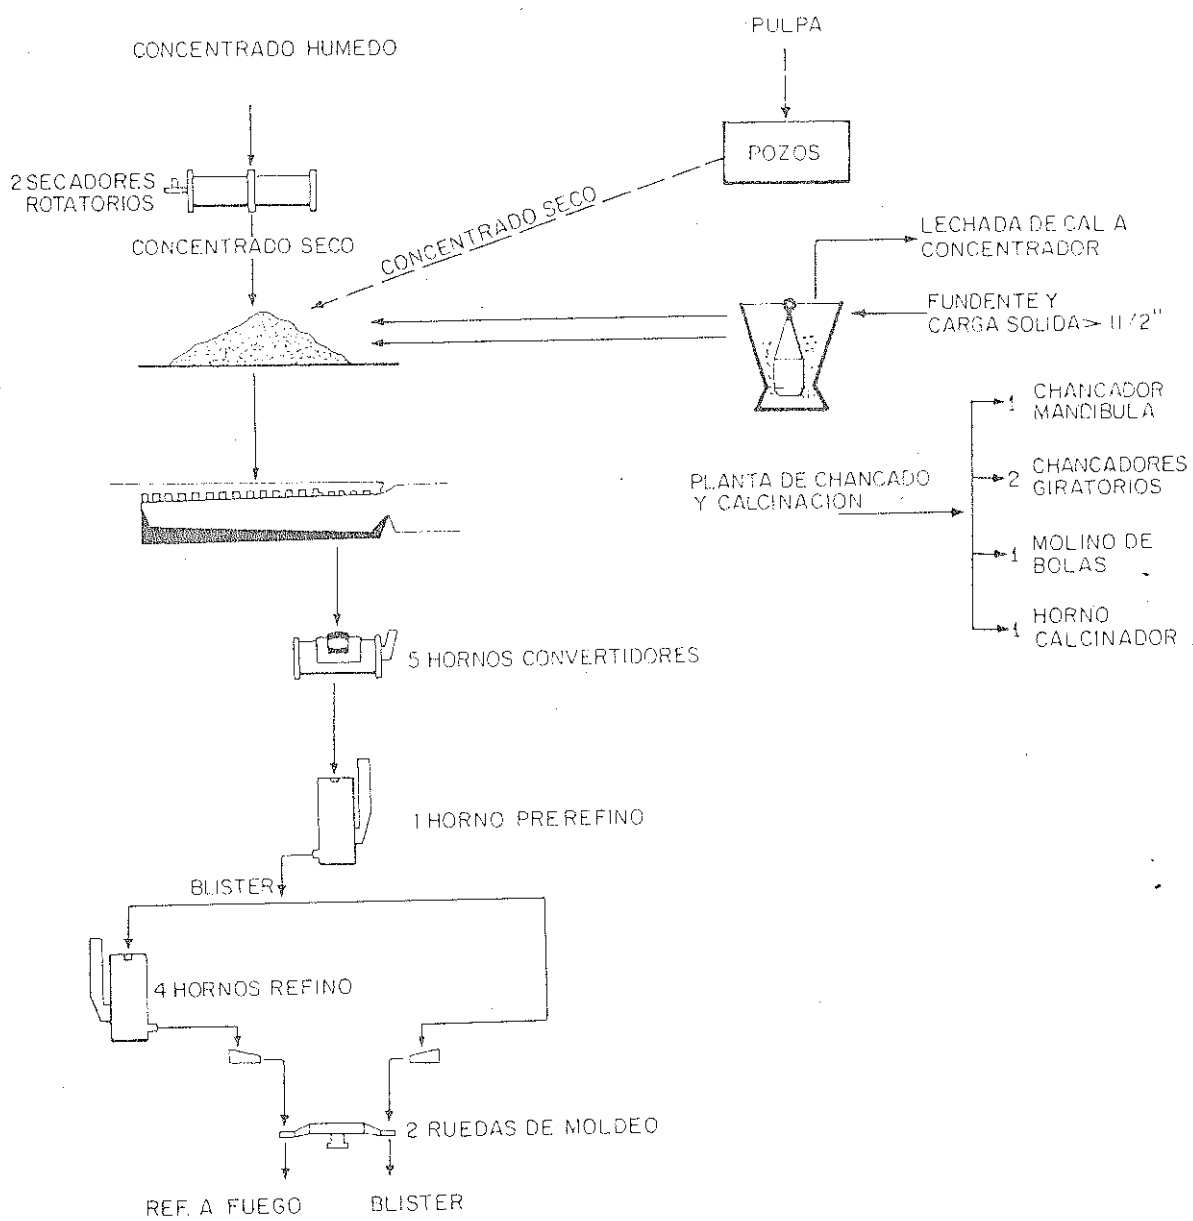 PULPA
CONCENTRADO HUMEDO
POZOS
2 SECADORES
ROTATORIOS
CONCENTRADO SECO
CONCENTRADO SECO
LECHADA DE CAL A
CONCENTRADOR
FUNDENTE Y
CARGA SOLIDA > 11/2"
1 CHANCADOR
MANDIBULA
PLANTA DE CHANCADO
Y CALCINACION
2 CHANCADORES
GIRATORIOS
1 MOLINO DE
BOLAS
1 HORNO
CALCINADOR
5 HORNOS CONVERTIDORES
1 HORNO PREREFINO
BLISTER
4 HORNOS REFINO
2 RUEDAS DE MOLDEO
REF. A FUEGO
BLISTER